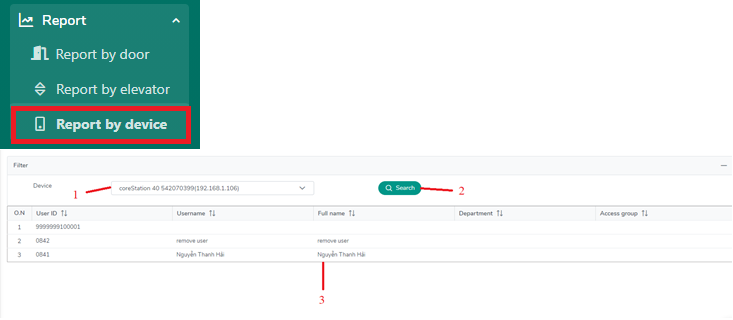 Report
Report by door
Report by elevator
Report by device
Filter
Device
1
coreStation 40 542070399(192.168.1.106)
Search
2
O.N User ID Username Full name Department Access group
1 9999999100001
2 0842 remove user remove user
3 0841 Nguyễn Thanh Hải Nguyễn Thanh Hải
3